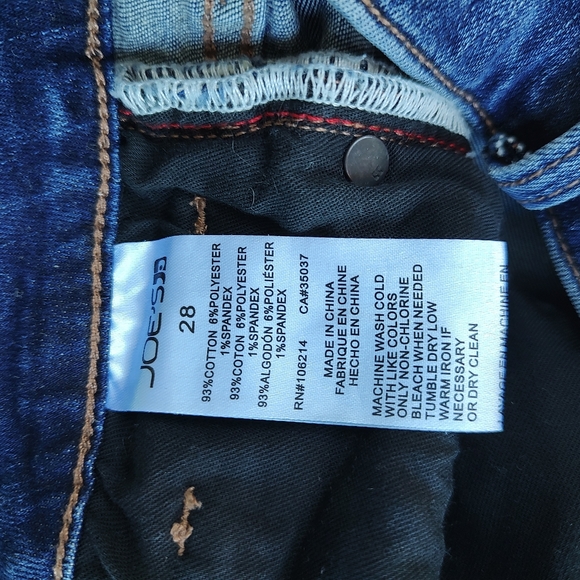 JOE'S
28
93%COTTON 6%POLYESTER
1%SPANDEX
93%COTON 6%POLYESTER
1%SPANDEX
93%ALGODÓN 6%POLIÉSTER
1%SPANDEX
RN#106214 CA#35037
MADE IN CHINA
FABRIQUE EN CHINE
HECHO EN CHINA
MACHINE WASH COLD
WITH LIKE COLORS
ONLY NON-CHLORINE
BLEACH WHEN NEEDED
TUMBLE DRY LOW
WARM IRON IF
NECESSARY
OR DRY CLEAN